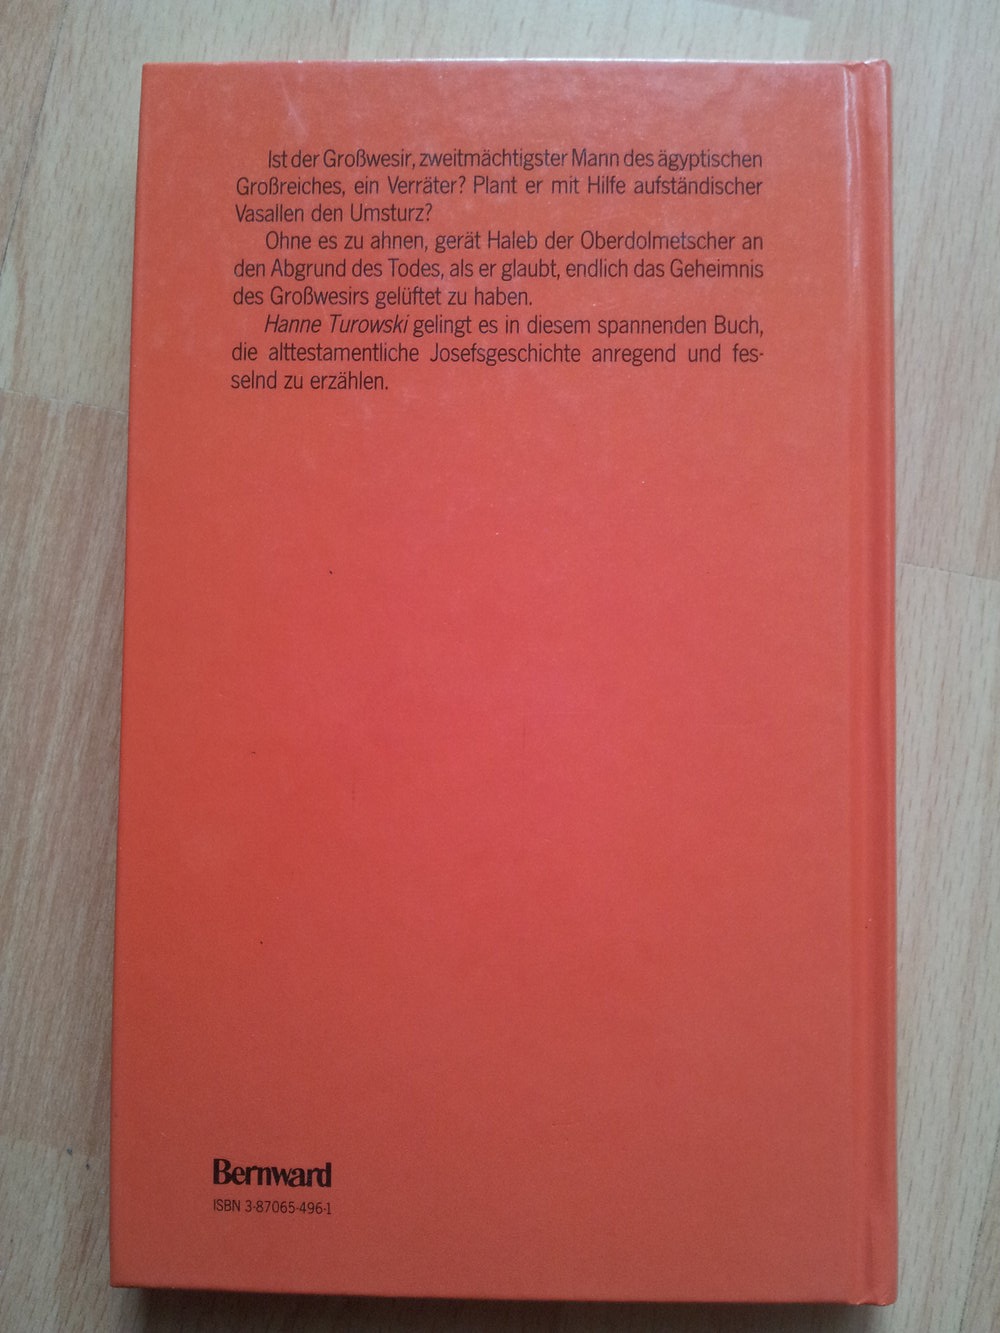 Ist der Großwesir, zweitmächtigster Mann des ägyptischen
Großreiches, ein Verräter? Plant er mit Hilfe aufständischer
Vasallen den Umsturz?
Ohne es zu ahnen, gerät Haleb der Oberdolmetscher an
den Abgrund des Todes, als er glaubt, endlich das Geheimnis
des Großwesirs gelüftet zu haben.
Hanne Turowski gelingt es in diesem spannenden Buch,
die alttestamentliche Josefsgeschichte anregend und fes-
selnd zu erzählen.
Bernward
ISBN 3-87065-496-1